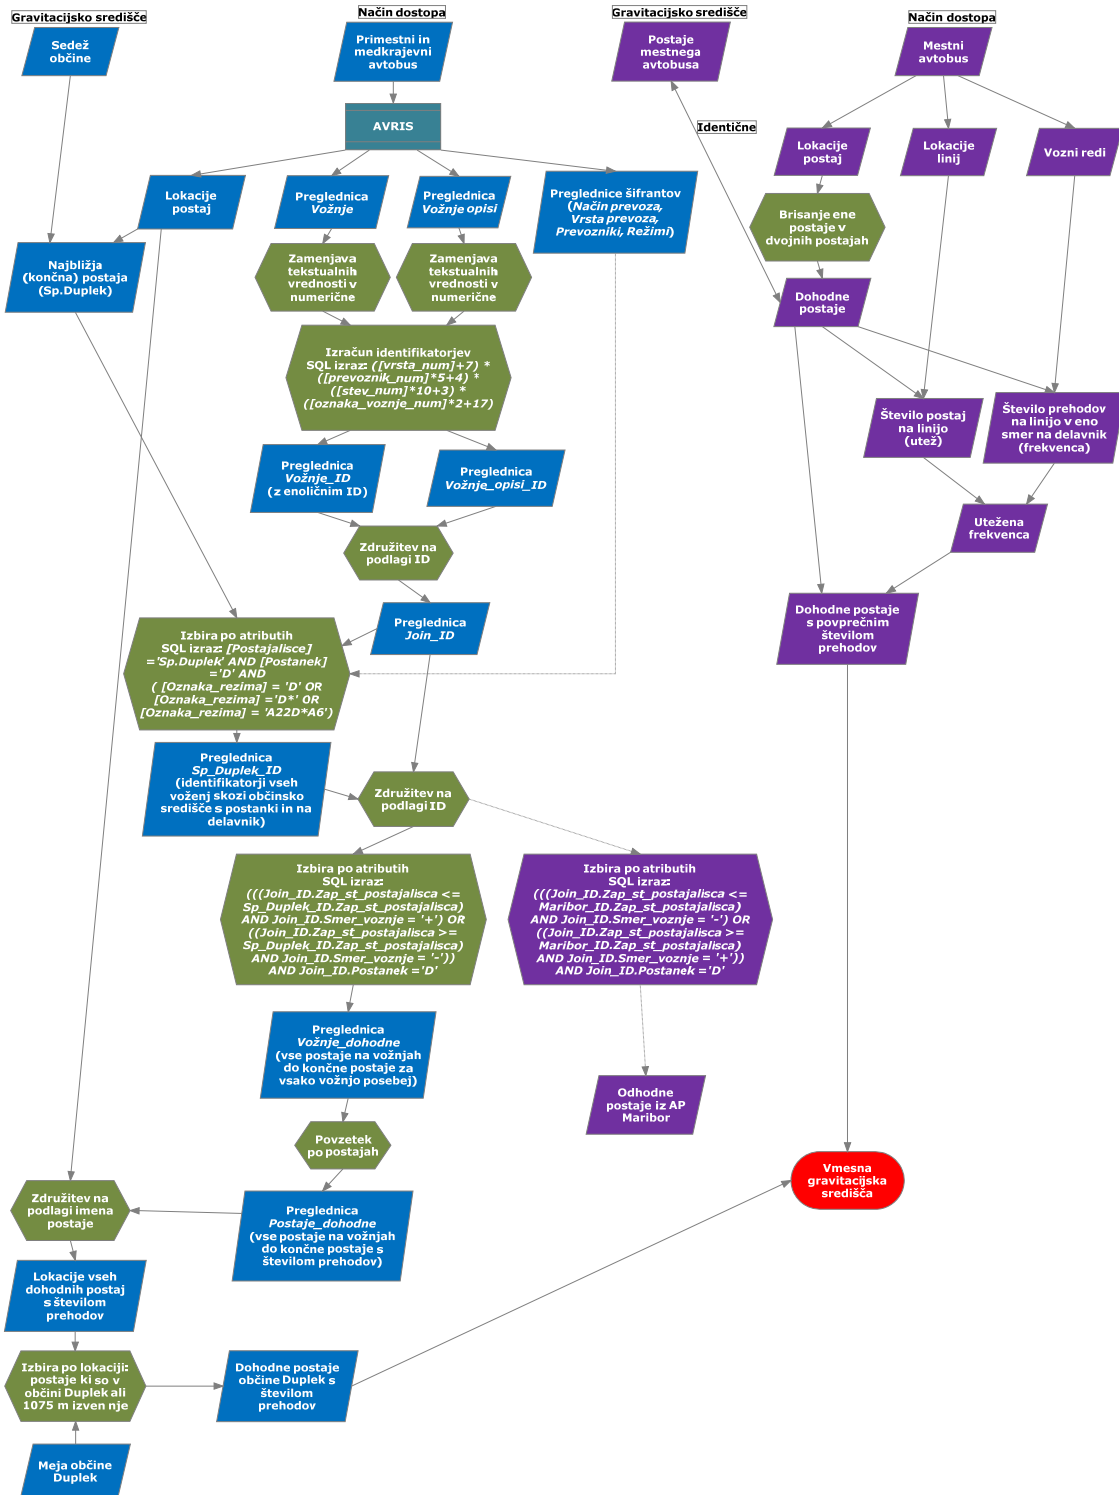 Gravitacijsko središče
Način dostopa
Gravitacijsko središče
Način dostopa
Sedež
občine
Primestni in
medkrajevni
avtobus
Postaje
mestnega
avtobusa
Mestni
avtobus
AVRIS
Identične
Lokacije
postaj
Lokacije
linij
Vozni redi
Lokacije
postaj
Preglednica
Vožnje
Preglednica
Vožnje opisi
Preglednice šifrantov
(Način prevoza,
Vrsta prevoza,
Prevozniki, Režimi)
Brisanje ene
postaje v
dvojnih postajah
Najbližja
(končna) postaja
(Sp.Duplek)
Zamenjava
tekstualnih
vrednosti v
numerične
Zamenjava
tekstualnih
vrednosti v
numerične
Dohodne
postaje
Izračun identifikatorjev
SQL izraz: ([vrsta_num]+7) *
([prevoznik_num]*5+4) *
([stev_num]*10+3) *
([oznaka_voznje_num]*2+17)
Število postaj
na linijo
(utež)
Število prehodov
na linijo v eno
smer na delavnik
(frekvenca)
Preglednica
Vožnje_ID
(z enoličnim ID)
Preglednica
Vožnje_opisi_ID
Utežena
frekvenca
Združitev na
podlagi ID
Preglednica
Join_ID
Dohodne postaje
s povprečnim
številom
prehodov
Izbira po atributih
SQL izraz: [Postajalisce]
='Sp.Duplek' AND [Postanek]
='D' AND
( [Oznaka_rezima] = 'D' OR
[Oznaka_rezima] ='D*' OR
[Oznaka_rezima] = 'A22D*A6')
Preglednica
Sp_Duplek_ID
(identifikatorji vseh
voženj skozi občinsko
središče s postanki in na
delavnik)
Združitev na
podlagi ID
Izbira po atributih
SQL izraz:
(((Join_ID.Zap_st_postajalisca <=
Sp_Duplek_ID.Zap_st_postajalisca)
AND Join_ID.Smer_voznje = '+') OR
((Join_ID.Zap_st_postajalisca >=
Sp_Duplek_ID.Zap_st_postajalisca)
AND Join_ID.Smer_voznje = '-'))
AND Join_ID.Postanek ='D'
Izbira po atributih
SQL izraz:
(((Join_ID.Zap_st_postajalisca <=
Maribor_ID.Zap_st_postajalisca)
AND Join_ID.Smer_voznje = '-') OR
((Join_ID.Zap_st_postajalisca >=
Maribor_ID.Zap_st_postajalisca)
AND Join_ID.Smer_voznje = '+'))
AND Join_ID.Postanek ='D'
Preglednica
Vožnje_dohodne
(vse postaje na vožnjah
do končne postaje za
vsako vožnjo posebej)
Odhodne
postaje iz AP
Maribor
Povzetek
po postajah
Vmesna
gravitacijska
središča
Združitev na
podlagi imena
postaje
Preglednica
Postaje_dohodne
(vse postaje na vožnjah
do končne postaje s
številom prehodov)
Lokacije vseh
dohodnih postaj
s številom
prehodov
Izbira po lokaciji:
postaje ki so v
občini Duplek ali
1075 m izven nje
Dohodne postaje
občine Duplek s
številom
prehodov
Meja občine
Duplek